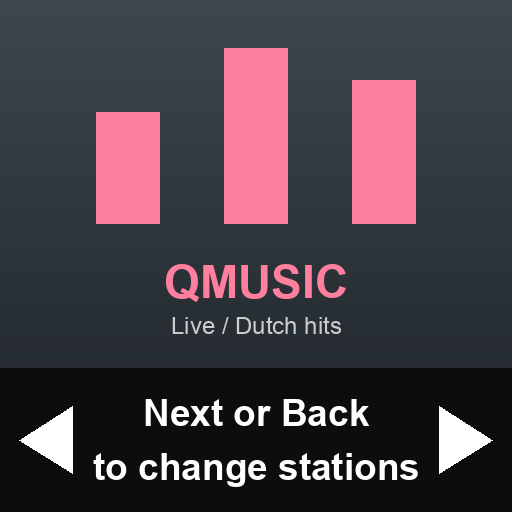 QMUSIC
Live / Dutch hits
Next or Back
to change stations